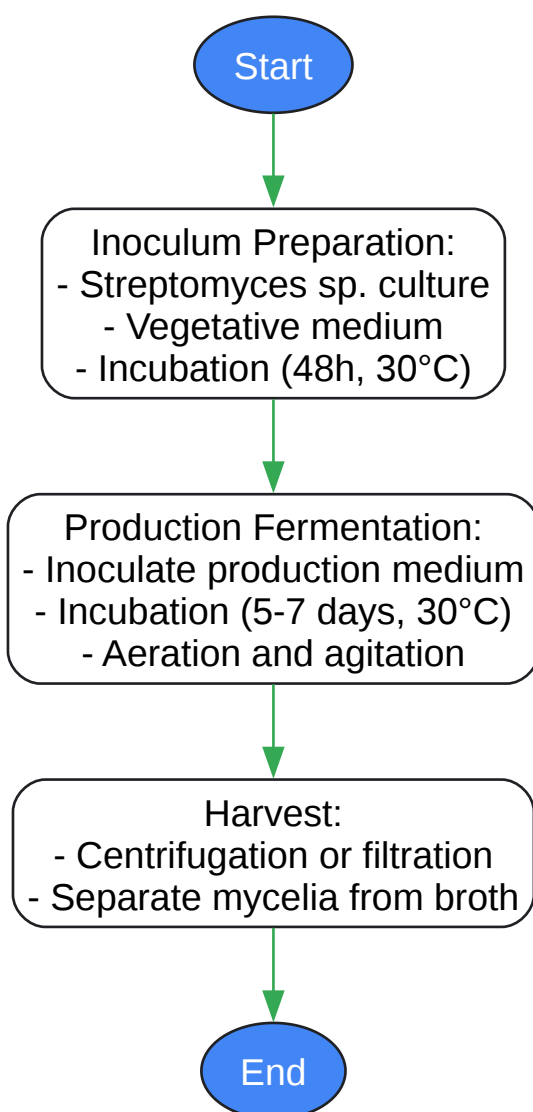 Start
Inoculum Preparation:
- Streptomyces sp. culture
- Vegetative medium
- Incubation (48h, 30°C)
Production Fermentation:
- Inoculate production medium
- Incubation (5-7 days, 30°C)
- Aeration and agitation
Harvest:
- Centrifugation or filtration
- Separate mycelia from broth
End